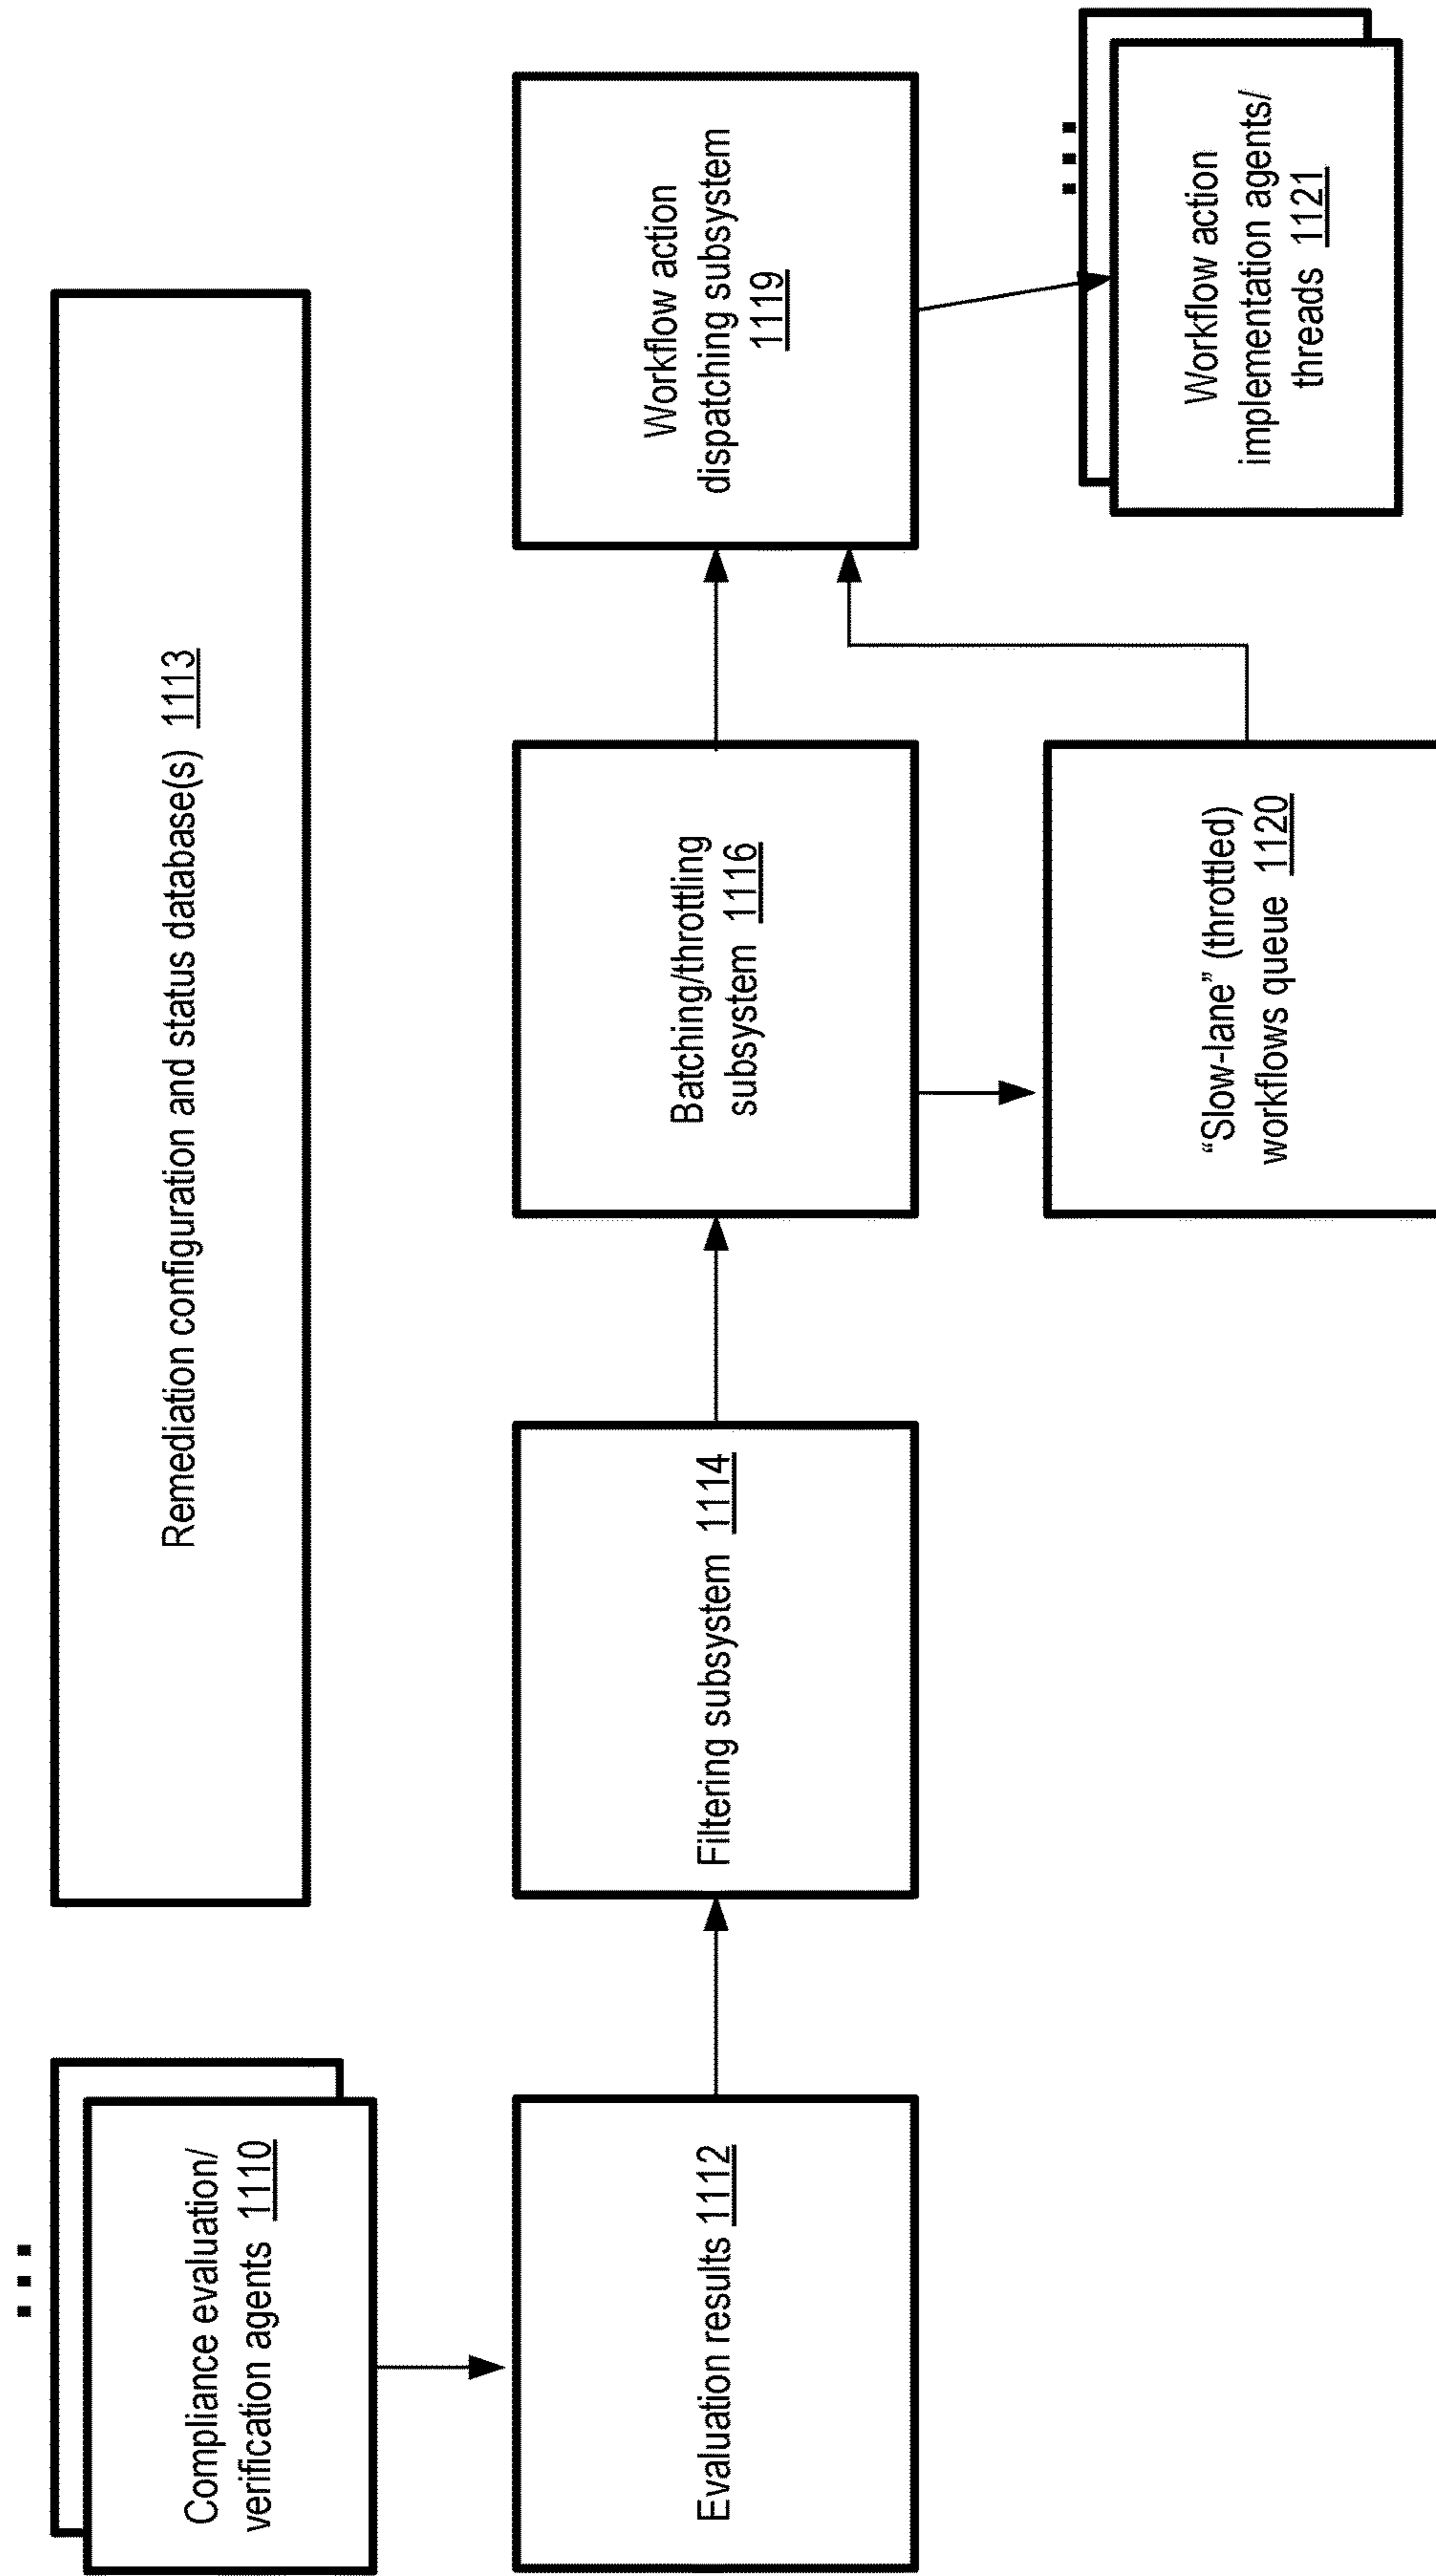 Remediation configuration and status database(s) 1113
Compliance evaluation/
verification agents 1110
Evaluation results 1112
Filtering subsystem 1114
Batching/throttling
subsystem 1116
Workflow action
dispatching subsystem
1119
“Slow-lane” (throttled)
workflows queue 1120
Workflow action
implementation agents/
threads 1121